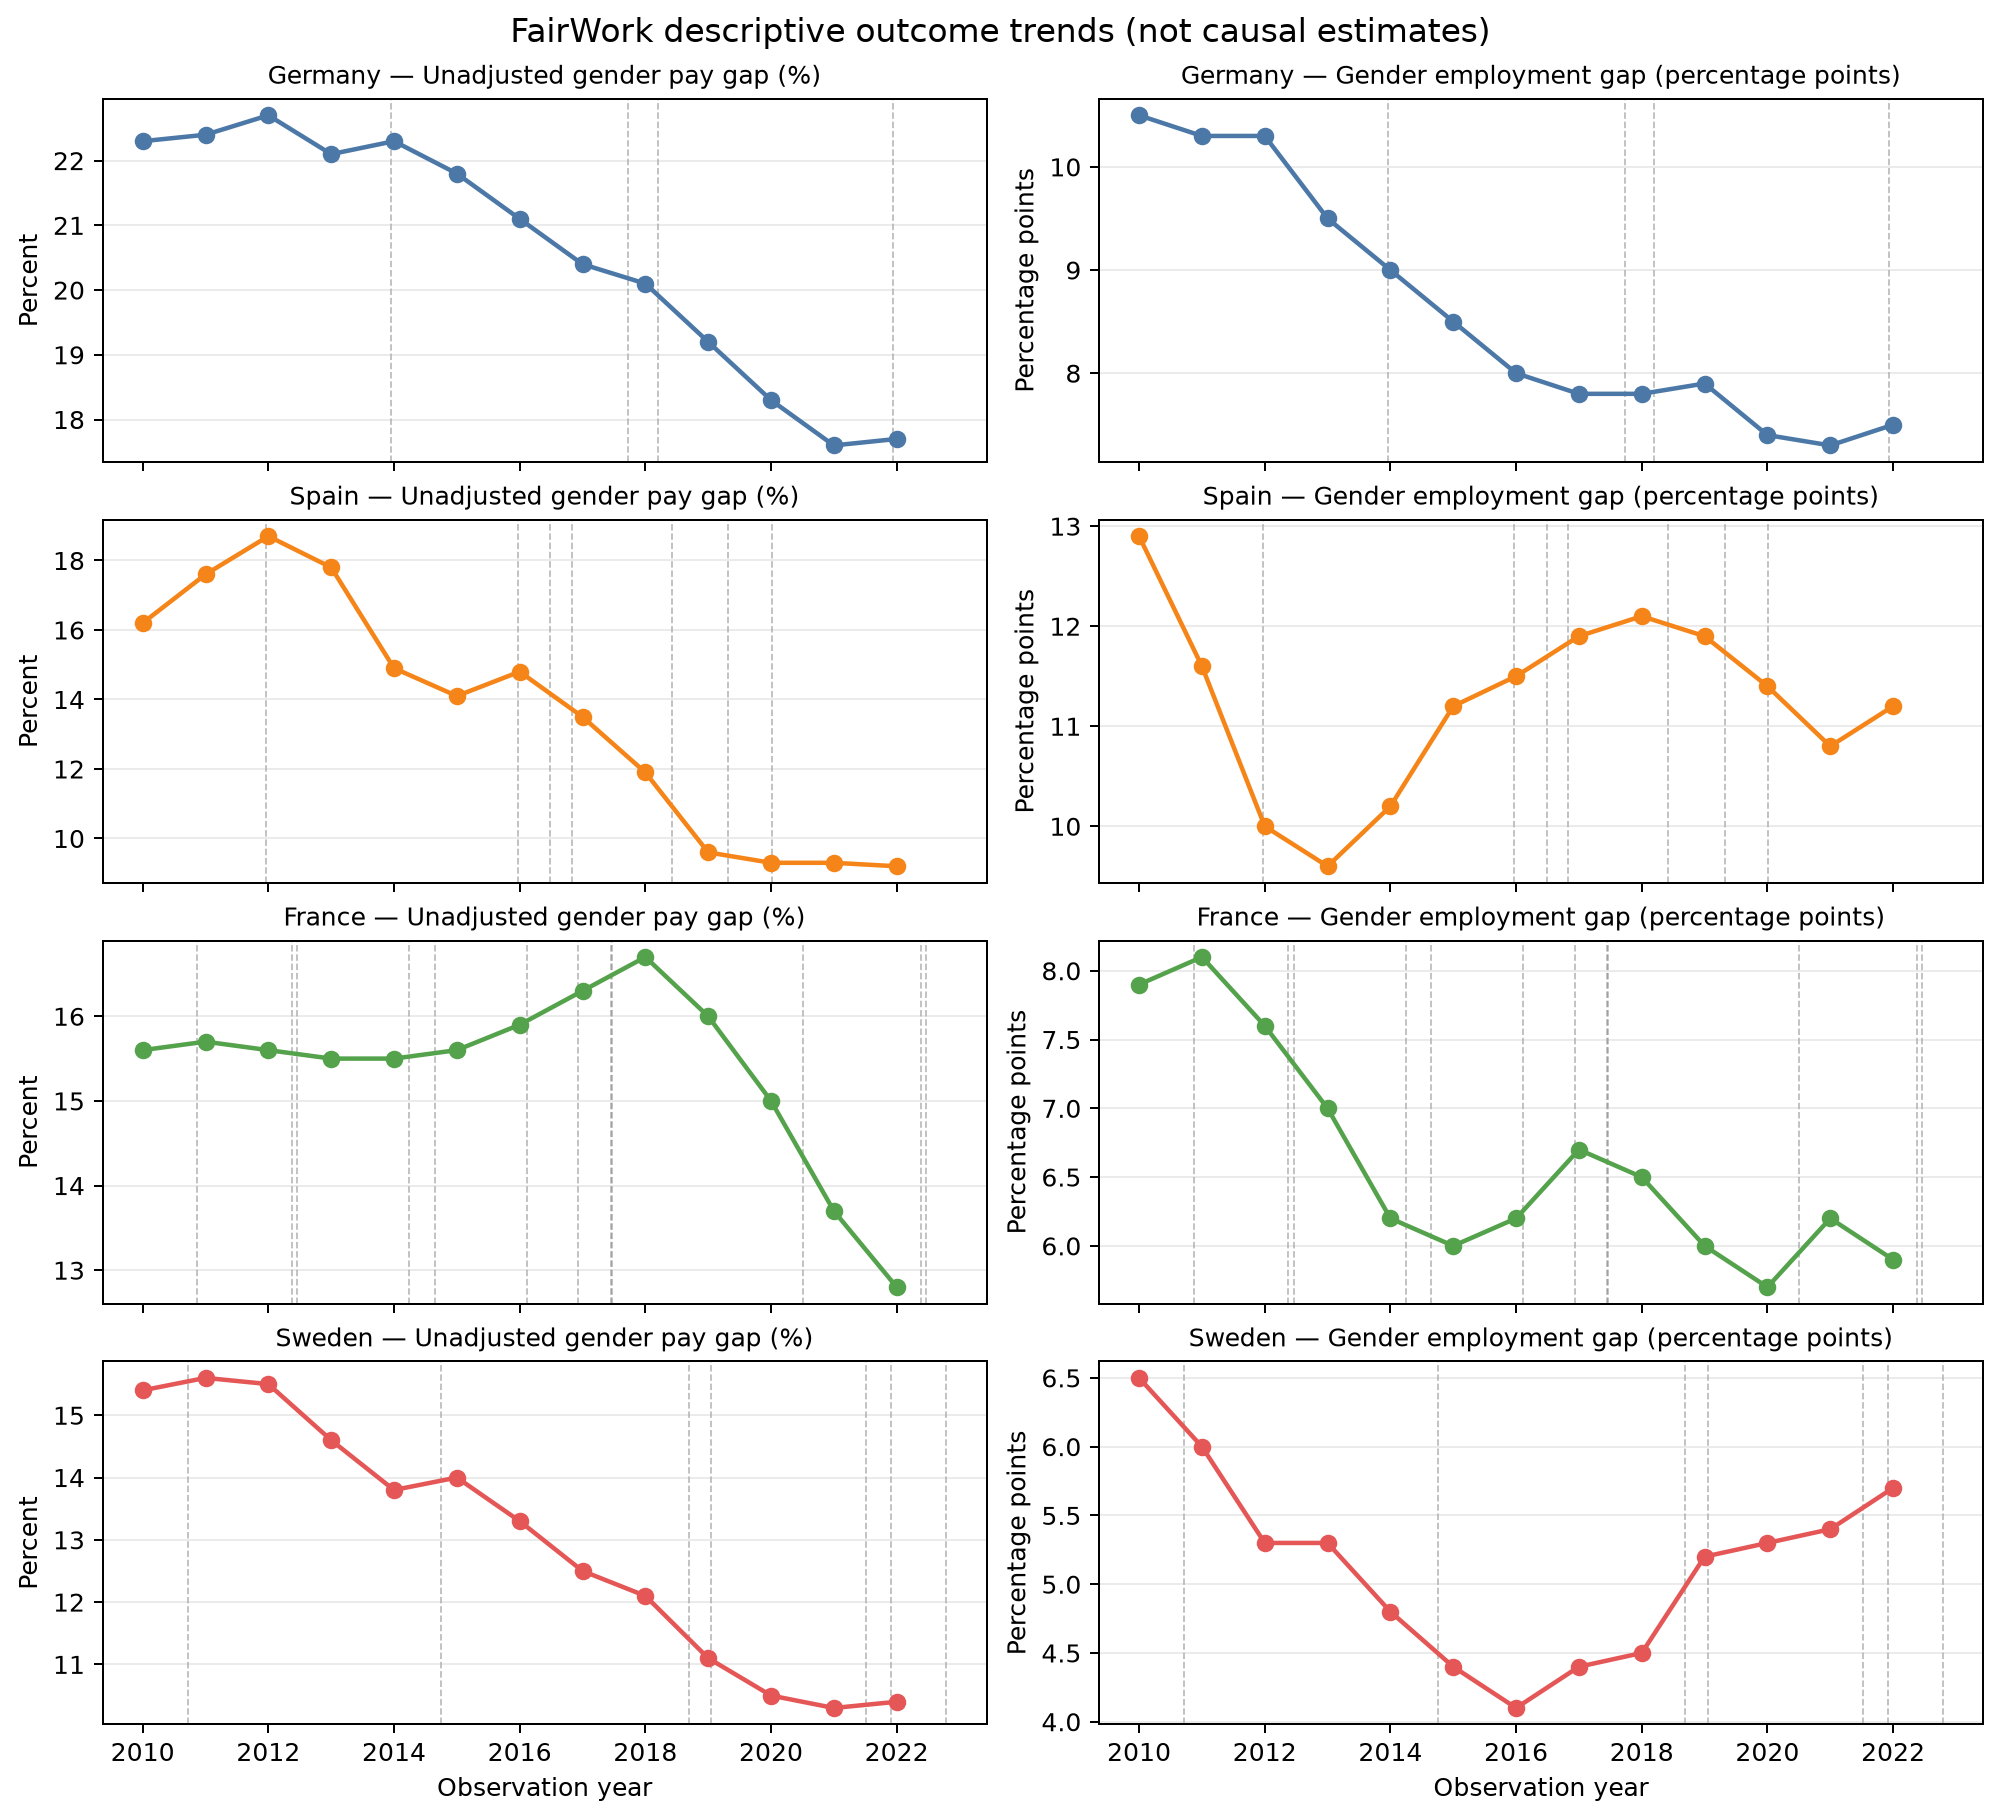 FairWork descriptive outcome trends (not causal estimates)
Germany — Unadjusted gender pay gap (%)
Percent
22
21
20
19
18
Germany — Gender employment gap (percentage points)
Percentage points
10
9
8
Spain — Unadjusted gender pay gap (%)
Percent
18
16
14
12
10
Spain — Gender employment gap (percentage points)
Percentage points
13
12
11
10
France — Unadjusted gender pay gap (%)
Percent
16
15
14
13
France — Gender employment gap (percentage points)
Percentage points
8.0
7.5
7.0
6.5
6.0
Sweden — Unadjusted gender pay gap (%)
Percent
15
14
13
12
11
2010 2012 2014 2016 2018 2020 2022
Observation year
Sweden — Gender employment gap (percentage points)
Percentage points
6.5
6.0
5.5
5.0
4.5
4.0
2010 2012 2014 2016 2018 2020 2022
Observation year